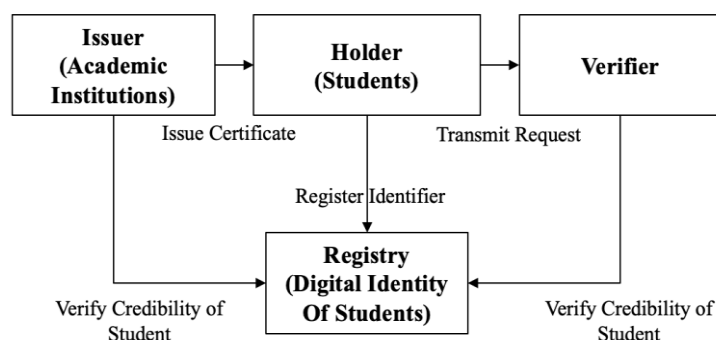 Issuer
(Academic
Institutions)
Holder
(Students)
Verifier
Issue Certificate
Transmit Request
Register Identifier
Registry
(Digital Identity
Of Students)
Verify Credibility of
Student
Verify Credibility of
Student